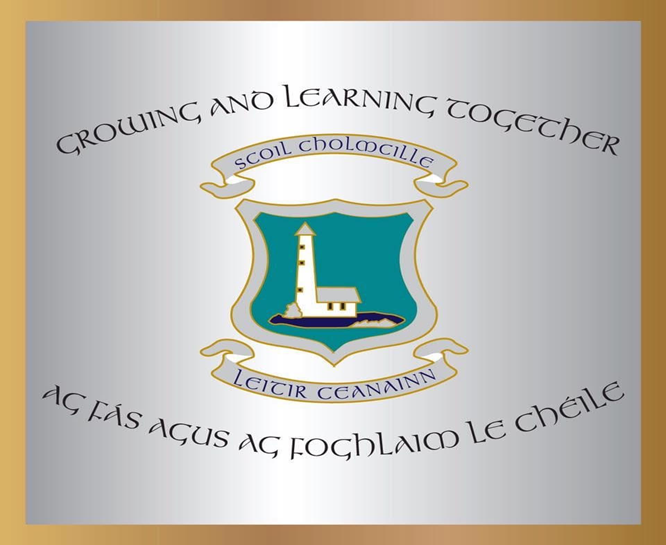 GROWING AND LEARNING TOGETHER
SCOIL CHOLMCILLE
LEITIR CEANAINN
AG FÁS AGUS AG FOGHLAIM LE CHÉILE